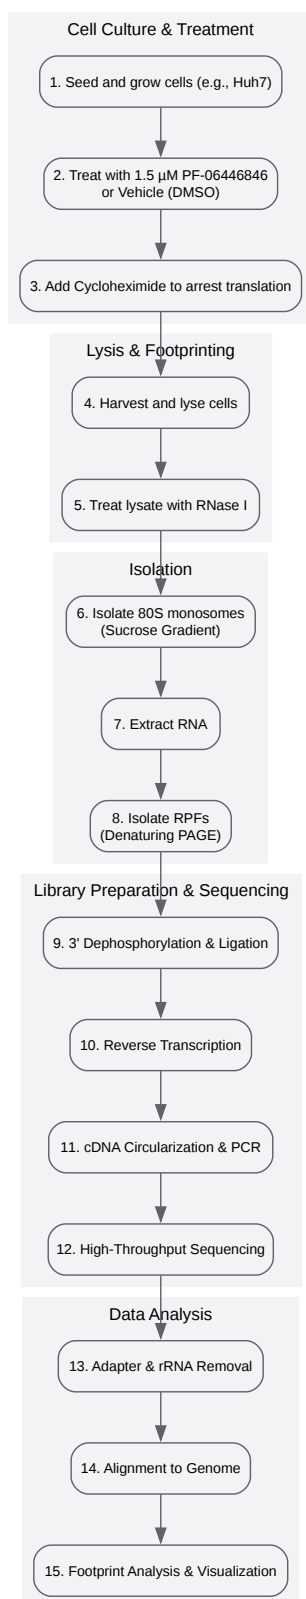 Cell Culture & Treatment
1. Seed and grow cells (e.g., Huh7)
2. Treat with 1.5 µM PF-06446846
or Vehicle (DMSO)
3. Add Cycloheximide to arrest translation
Lysis & Footprinting
4. Harvest and lyse cells
5. Treat lysate with RNase I
Isolation
6. Isolate 80S monosomes
(Sucrose Gradient)
7. Extract RNA
8. Isolate RPFs
(Denaturing PAGE)
Library Preparation & Sequencing
9. 3' Dephosphorylation & Ligation
10. Reverse Transcription
11. cDNA Circularization & PCR
12. High-Throughput Sequencing
Data Analysis
13. Adapter & rRNA Removal
14. Alignment to Genome
15. Footprint Analysis & Visualization